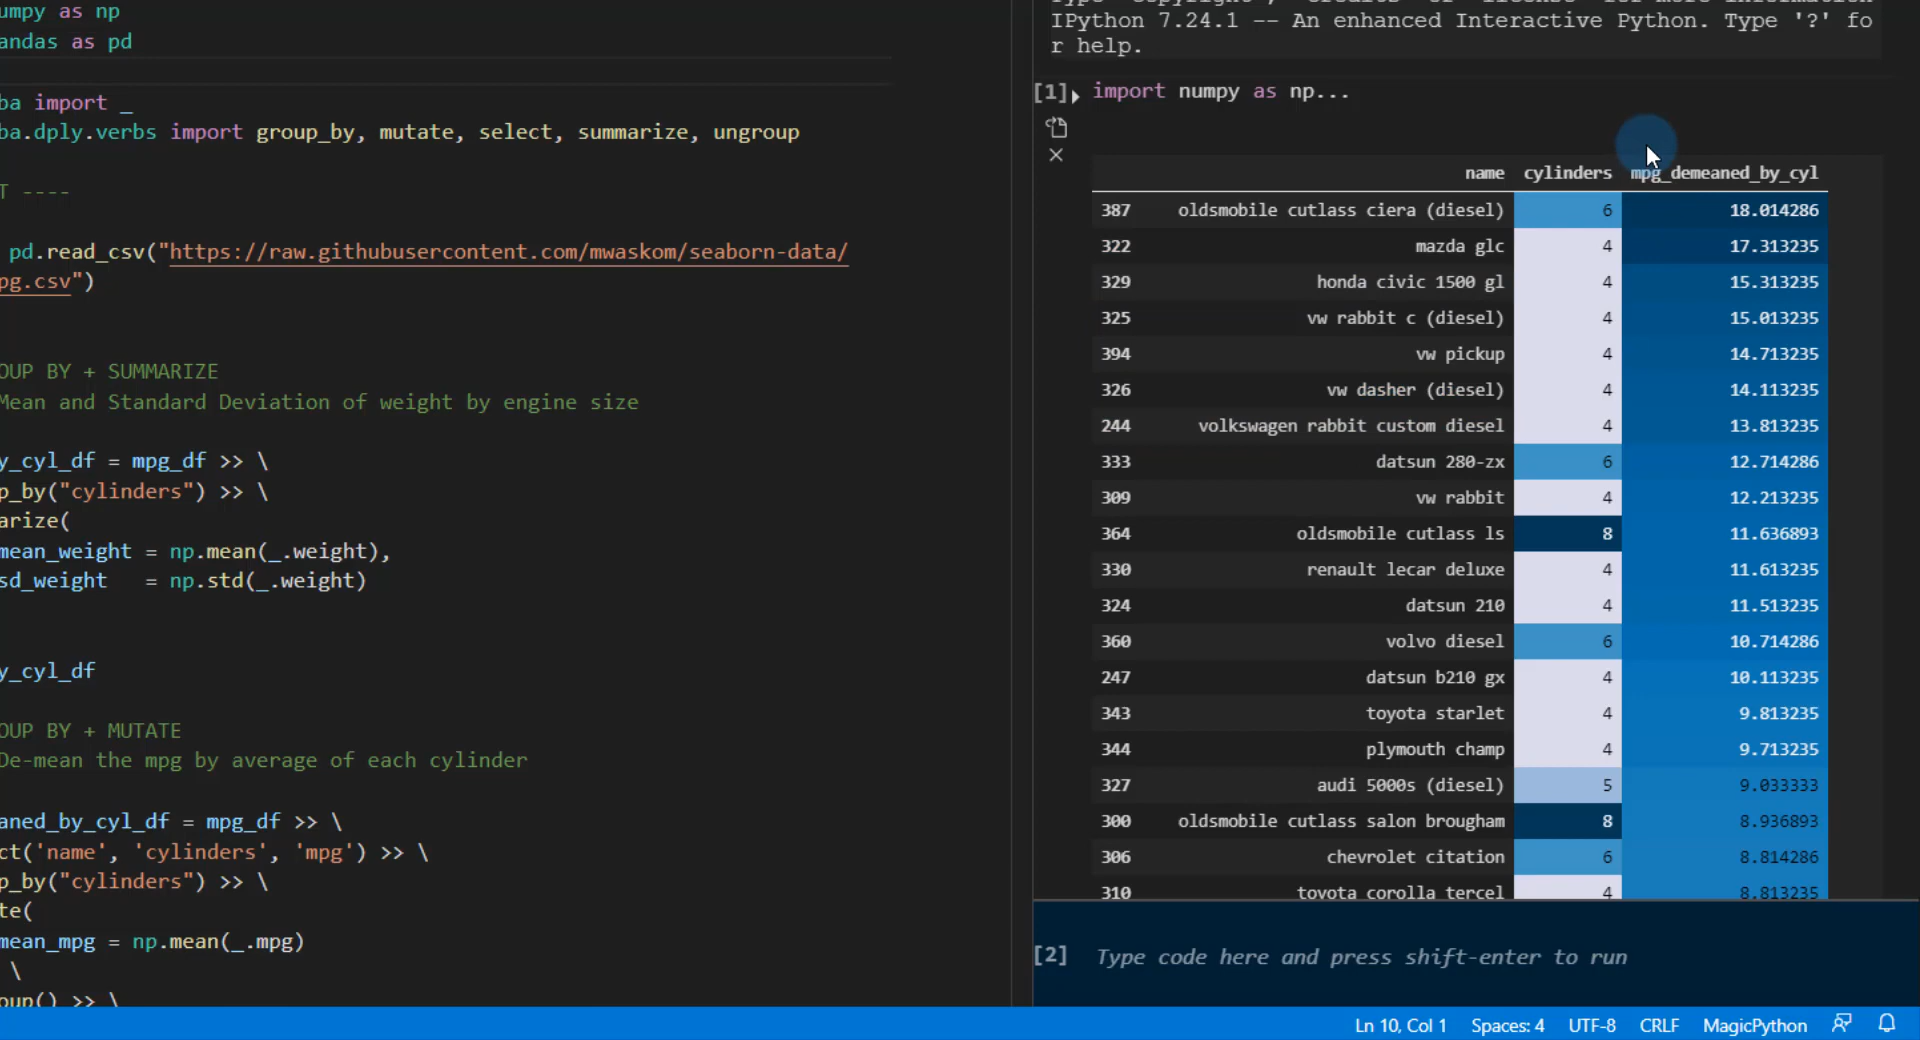 umpy as np
andas as pd
ba import _
ba.dply.verbs import group_by, mutate, select, summarize, ungroup
T ----
pd.read_csv("https://raw.githubusercontent.com/mwaskom/seaborn-data/
pg.csv")
OUP BY + SUMMARIZE
Mean and Standard Deviation of weight by engine size
y_cyl_df = mpg_df >> \
p_by("cylinders") >> \
arize(
mean_weight = np.mean(_.weight),
sd_weight   = np.std(_.weight)
y_cyl_df
OUP BY + MUTATE
De-mean the mpg by average of each cylinder
aned_by_cyl_df = mpg_df >> \
ct('name', 'cylinders', 'mpg') >> \
p_by("cylinders") >> \
te(
mean_mpg = np.mean(_.mpg)
\
oup() >> \
IPython 7.24.1 -- An enhanced Interactive Python. Type '?' fo
r help.
[1] import numpy as np...
name cylinders mpg_demeaned_by_cyl
387 oldsmobile cutlass ciera (diesel) 6 18.014286
322 mazda glc 4 17.313235
329 honda civic 1500 gl 4 15.313235
325 vw rabbit c (diesel) 4 15.013235
394 vw pickup 4 14.713235
326 vw dasher (diesel) 4 14.113235
244 volkswagen rabbit custom diesel 4 13.813235
333 datsun 280-zx 6 12.714286
309 vw rabbit 4 12.213235
364 oldsmobile cutlass ls 8 11.636893
330 renault lecar deluxe 4 11.613235
324 datsun 210 4 11.513235
360 volvo diesel 6 10.714286
247 datsun b210 gx 4 10.113235
343 toyota starlet 4 9.813235
344 plymouth champ 4 9.713235
327 audi 5000s (diesel) 5 9.033333
300 oldsmobile cutlass salon brougham 8 8.936893
306 chevrolet citation 6 8.814286
310 toyota corolla tercel 4 8.813235
[2] Type code here and press shift-enter to run
Ln 10, Col 1 Spaces: 4 UTF-8 CRLF MagicPython